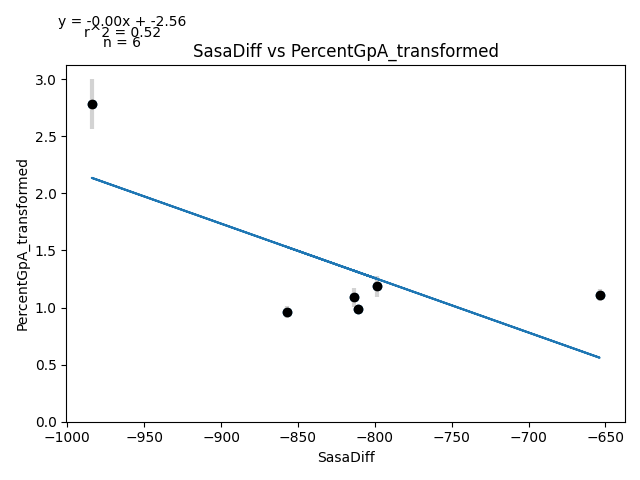 y = -0.00x + -2.56
r^2 = 0.52
n = 6
SasaDiff vs PercentGpA_transformed
3.0
2.5
2.0
1.5
1.0
0.5
0.0
PercentGpA_transformed
−1000 −950 −900 −850 −800 −750 −700 −650
SasaDiff